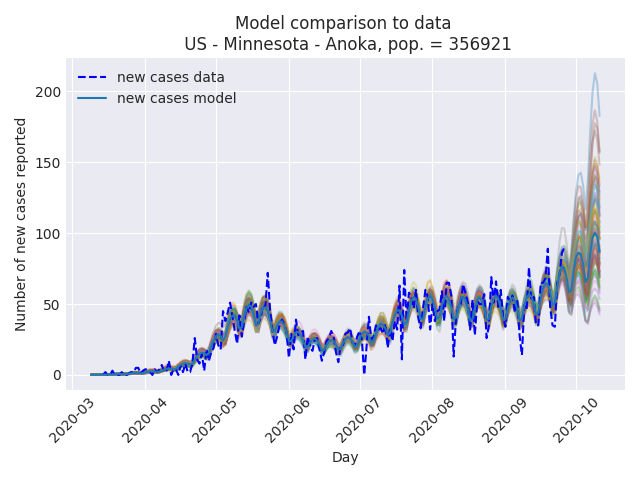 Model comparison to data
US - Minnesota - Anoka, pop. = 356921
new cases data
new cases model
Number of new cases reported
200
150
100
50
0
2020-03
2020-04
2020-05
2020-06
2020-07
2020-08
2020-09
2020-10
Day